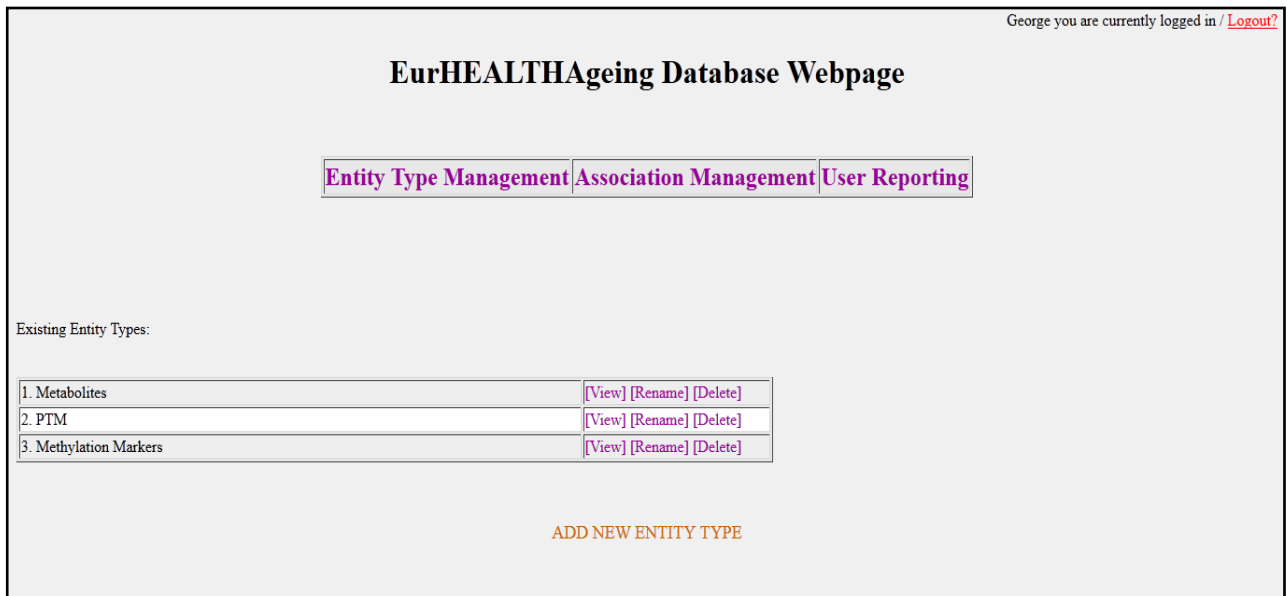 George you are currently logged in / Logout?
EurHEALTHAgeing Database Webpage
Entity Type Management Association Management User Reporting
Existing Entity Types:
1. Metabolites [View] [Rename] [Delete]
2. PTM [View] [Rename] [Delete]
3. Methylation Markers [View] [Rename] [Delete]
ADD NEW ENTITY TYPE